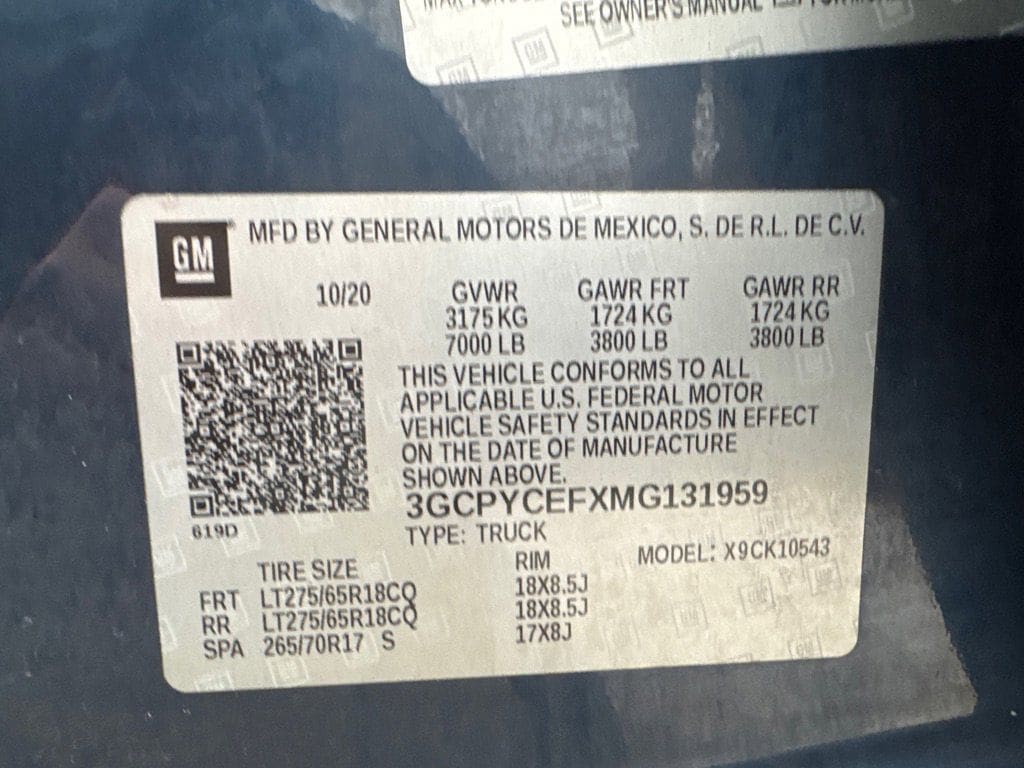 SEE OWNER'S MANUAL
GM
MFD BY GENERAL MOTORS DE MEXICO, S. DE R.L. DE C.V.
10/20 GVWR GAWR FRT GAWR RR
3175 KG 1724 KG 1724 KG
7000 LB 3800 LB 3800 LB
THIS VEHICLE CONFORMS TO ALL
APPLICABLE U.S. FEDERAL MOTOR
VEHICLE SAFETY STANDARDS IN EFFECT
ON THE DATE OF MANUFACTURE
SHOWN ABOVE.
3GCPYCEFXMG131959
619D
TYPE: TRUCK
MODEL: X9CK10543
TIRE SIZE RIM
FRT LT275/65R18CQ 18X8.5J
RR LT275/65R18CQ 18X8.5J
SPA 265/70R17 S 17X8J